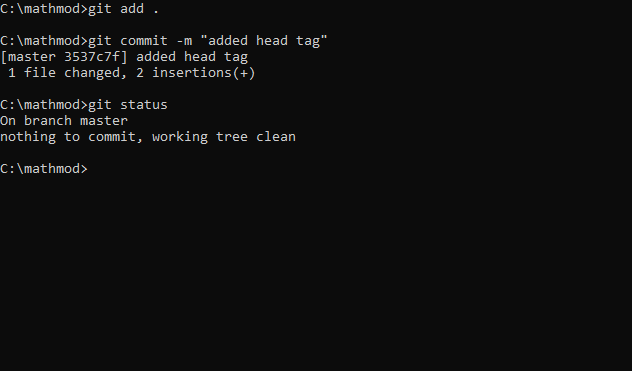 C:\mathmod>git add .
C:\mathmod>git commit -m "added head tag"
[master 3537c7f] added head tag
 1 file changed, 2 insertions(+)
C:\mathmod>git status
On branch master
nothing to commit, working tree clean
C:\mathmod>